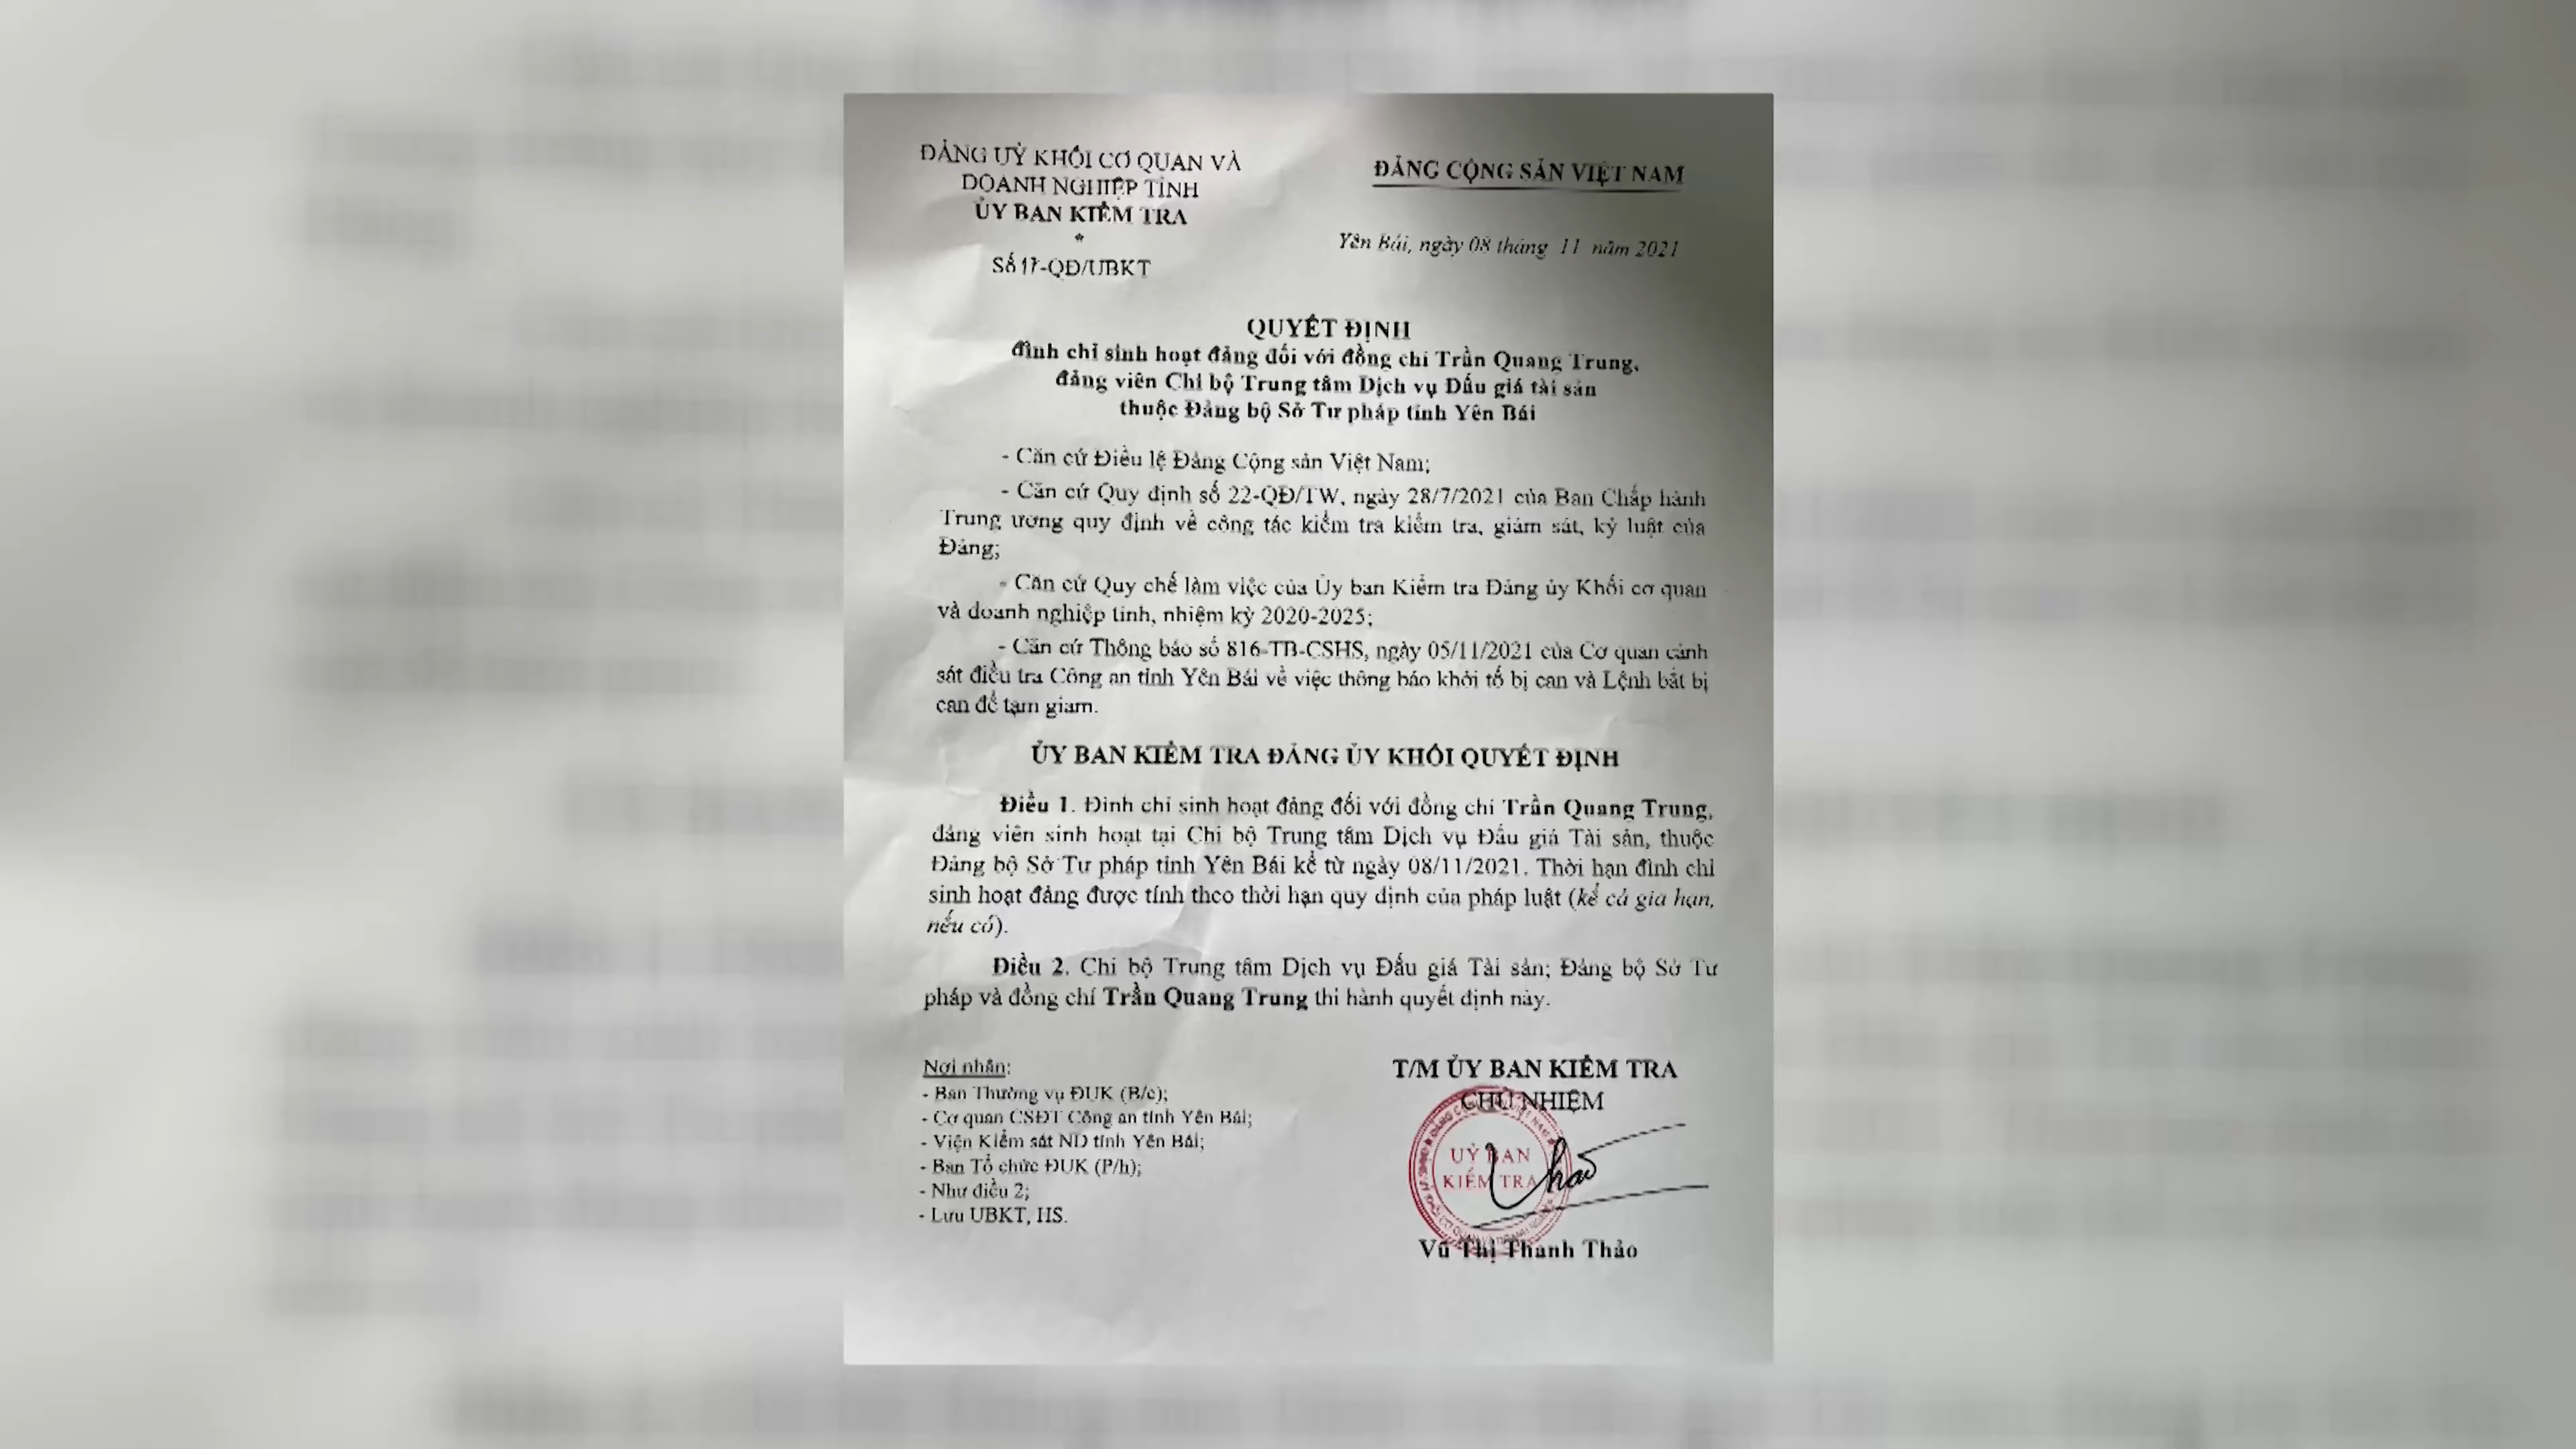 ĐẢNG UỶ KHỐI CƠ QUAN VÀ
DOANH NGHIỆP TỈNH
ỦY BAN KIỂM TRA
*
Số 17-QĐ/UBKT
ĐẢNG CỘNG SẢN VIỆT NAM
Yên Bái, ngày 08 tháng 11 năm 2021
QUYẾT ĐỊNH
đình chỉ sinh hoạt đảng đối với đồng chí Trần Quang Trung,
đảng viên Chi bộ Trung tâm Dịch vụ Đấu giá tài sản
thuộc Đảng bộ Sở Tư pháp tỉnh Yên Bái
- Căn cứ Điều lệ Đảng Cộng sản Việt Nam;
- Căn cứ Quy định số 22-QĐ/TW, ngày 28/7/2021 của Ban Chấp hành
Trung ương quy định về công tác kiểm tra kiểm tra, giám sát, kỷ luật của
Đảng;
- Căn cứ Quy chế làm việc của Ủy ban Kiểm tra Đảng ủy Khối cơ quan
và doanh nghiệp tỉnh, nhiệm kỳ 2020-2025;
- Căn cứ Thông báo số 816-TB-CSHS, ngày 05/11/2021 của Cơ quan cảnh
sát điều tra Công an tỉnh Yên Bái về việc thông báo khởi tố bị can và Lệnh bắt bị
can để tạm giam.
ỦY BAN KIỂM TRA ĐẢNG ỦY KHỐI QUYẾT ĐỊNH
Điều 1. Đình chỉ sinh hoạt đảng đối với đồng chí Trần Quang Trung,
đảng viên sinh hoạt tại Chi bộ Trung tâm Dịch vụ Đấu giá Tài sản, thuộc
Đảng bộ Sở Tư pháp tỉnh Yên Bái kể từ ngày 08/11/2021. Thời hạn đình chỉ
sinh hoạt đảng được tính theo thời hạn quy định của pháp luật (kể cả gia hạn,
nếu có).
Điều 2. Chi bộ Trung tâm Dịch vụ Đấu giá Tài sản; Đảng bộ Sở Tư
pháp và đồng chí Trần Quang Trung thi hành quyết định này.
Nơi nhận:
- Ban Thường vụ ĐUK (B/c);
- Cơ quan CSĐT Công an tỉnh Yên Bái;
- Viện Kiểm sát ND tỉnh Yên Bái;
- Ban Tổ chức ĐUK (P/h);
- Như điều 2;
- Lưu UBKT, HS.
T/M ỦY BAN KIỂM TRA
CHỦ NHIỆM
UỶ BAN
KIỂM TRA
Thảo
Vũ Thị Thanh Thảo